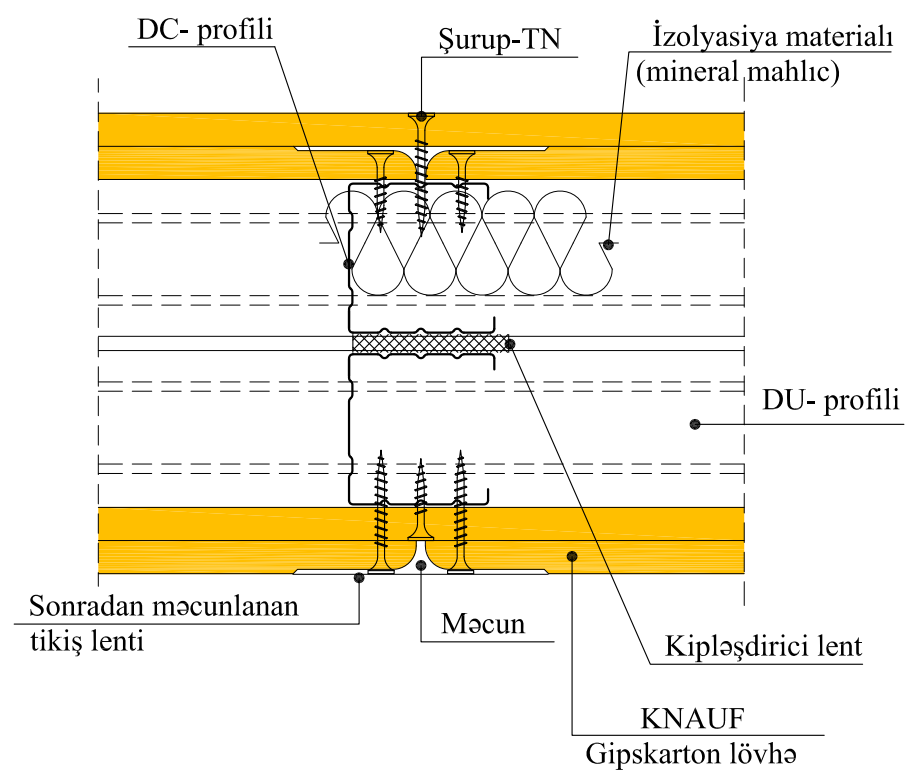 DC- profili
Şurup-TN
İzolyasiya materialı
(mineral mahlıc)
DU- profili
Sonradan məcunlanan
tikiş lenti
Məcun
Kipləşdirici lent
KNAUF
Gipskarton lövhə